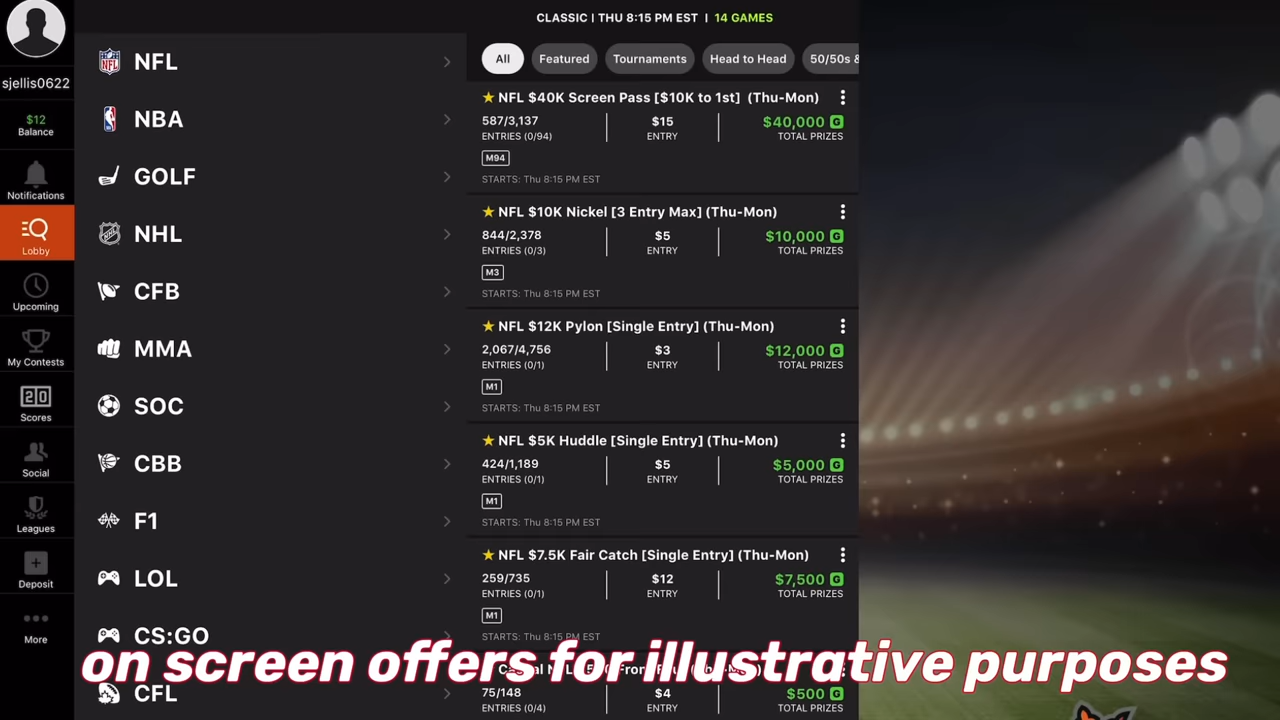 sjellis0622
$12
Balance
Notifications
Lobby
Upcoming
My Contests
20
Scores
Social
Leagues
Deposit
More
NFL
NBA
GOLF
NHL
CFB
MMA
SOC
CBB
F1
LOL
CS:GO
CFL
CLASSIC | THU 8:15 PM EST | 14 GAMES
All Featured Tournaments Head to Head 50/50s &
NFL $40K Screen Pass [$10K to 1st] (Thu-Mon)
587/3,137 $15 $40,000 G
ENTRIES (0/94) ENTRY TOTAL PRIZES
M94
STARTS: Thu 8:15 PM EST
NFL $10K Nickel [3 Entry Max] (Thu-Mon)
844/2,378 $5 $10,000 G
ENTRIES (0/3) ENTRY TOTAL PRIZES
M3
STARTS: Thu 8:15 PM EST
NFL $12K Pylon [Single Entry] (Thu-Mon)
2,067/4,756 $3 $12,000 G
ENTRIES (0/1) ENTRY TOTAL PRIZES
M1
STARTS: Thu 8:15 PM EST
NFL $5K Huddle [Single Entry] (Thu-Mon)
424/1,189 $5 $5,000 G
ENTRIES (0/1) ENTRY TOTAL PRIZES
M1
STARTS: Thu 8:15 PM EST
NFL $7.5K Fair Catch [Single Entry] (Thu-Mon)
259/735 $12 $7,500 G
ENTRIES (0/1) ENTRY TOTAL PRIZES
M1
STARTS: Thu 8:15 PM EST
75/148 $4 $500 G
ENTRIES (0/4) ENTRY TOTAL PRIZES
on screen offers for illustrative purposes